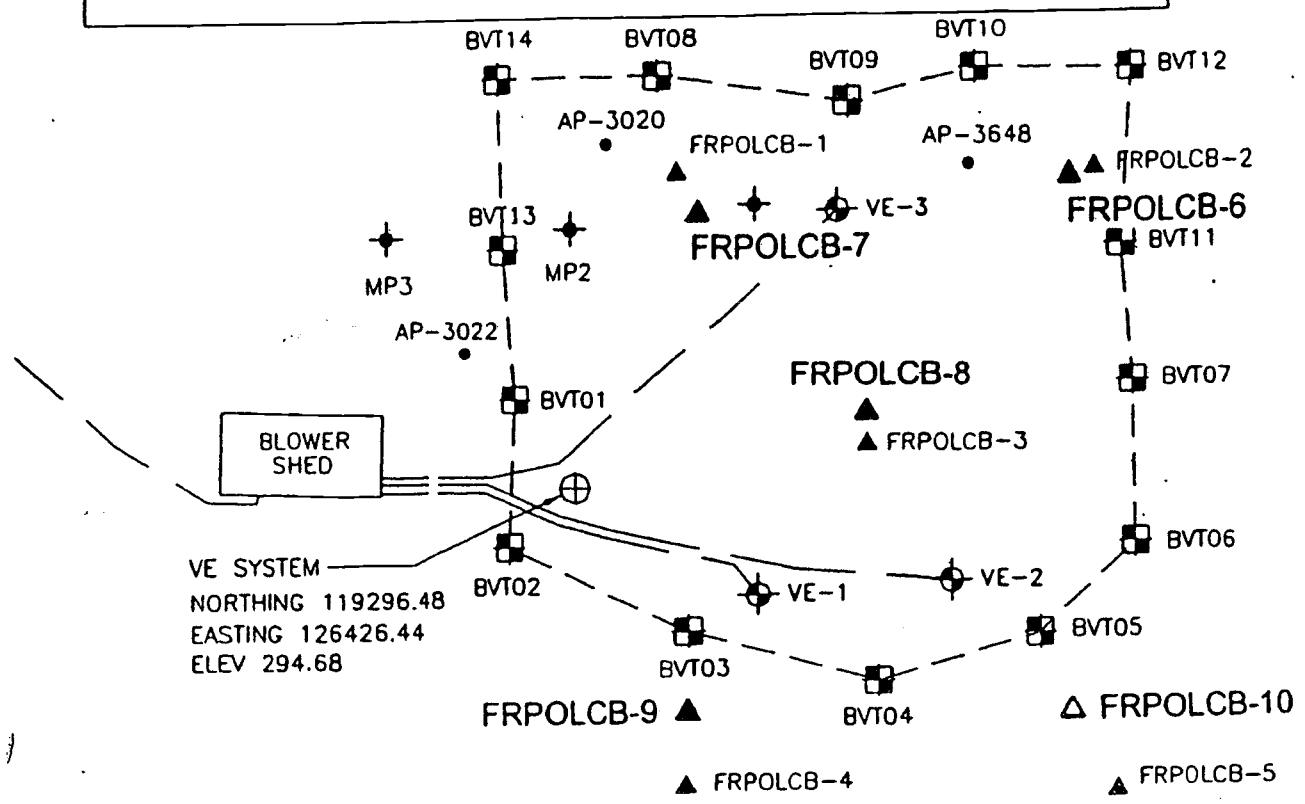 BVT14
BVT08
BVT09
BVT10
BVT12
AP-3020
FRPOLCB-1
AP-3648
FRPOLCB-2
FRPOLCB-6
BVT13
FRPOLCB-7
VE-3
BVT11
MP3
MP2
AP-3022
FRPOLCB-8
BVT07
BVT01
FRPOLCB-3
BLOWER
SHED
BVT06
VE SYSTEM
NORTHING 119296.48
EASTING 126426.44
ELEV 294.68
BVT02
VE-1
VE-2
BVT03
BVT05
FRPOLCB-9
BVT04
FRPOLCB-10
FRPOLCB-4
FRPOLCB-5